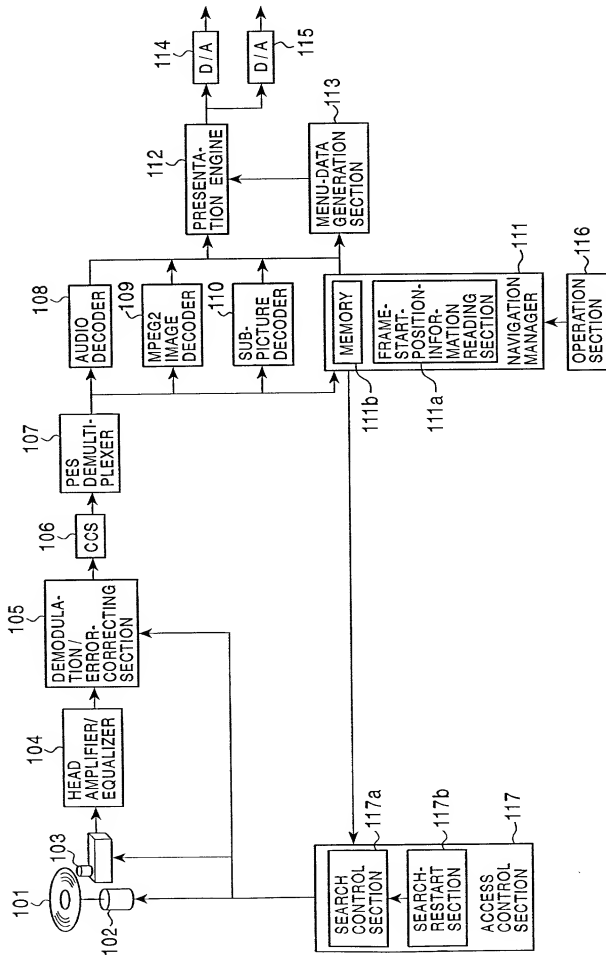 101
102
103
104
HEAD
AMPLIFIER/
EQUALIZER
105
DEMODULA-
TION/
ERROR-
CORRECTING
SECTION
106
CCS
107
PES
DEMULTI-
PLEXER
108
AUDIO
DECODER
109
MPEG2
IMAGE
DECODER
110
SUB-
PICTURE
DECODER
112
PRESENTA-
TION ENGINE
114
D/A
115
D/A
113
MENU-DATA
GENERATION
SECTION
111b
MEMORY
111a
FRAME-
START-
POSITION-
INFOR-
MATION
READING
SECTION
NAVIGATION
MANAGER
111
OPERATION
SECTION
116
SEARCH
CONTROL
SECTION
117a
SEARCH-
RESTART
SECTION
117b
ACCESS
CONTROL
SECTION
117